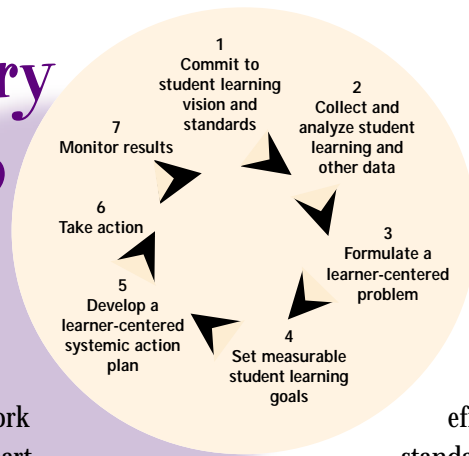 1
Commit to
student learning
vision and
standards
2
Collect and
analyze student
learning and
other data
3
Formulate a
learner-centered
problem
4
Set measurable
student learning
goals
5
Develop a
learner-centered
systemic action
plan
6
Take action
7
Monitor results